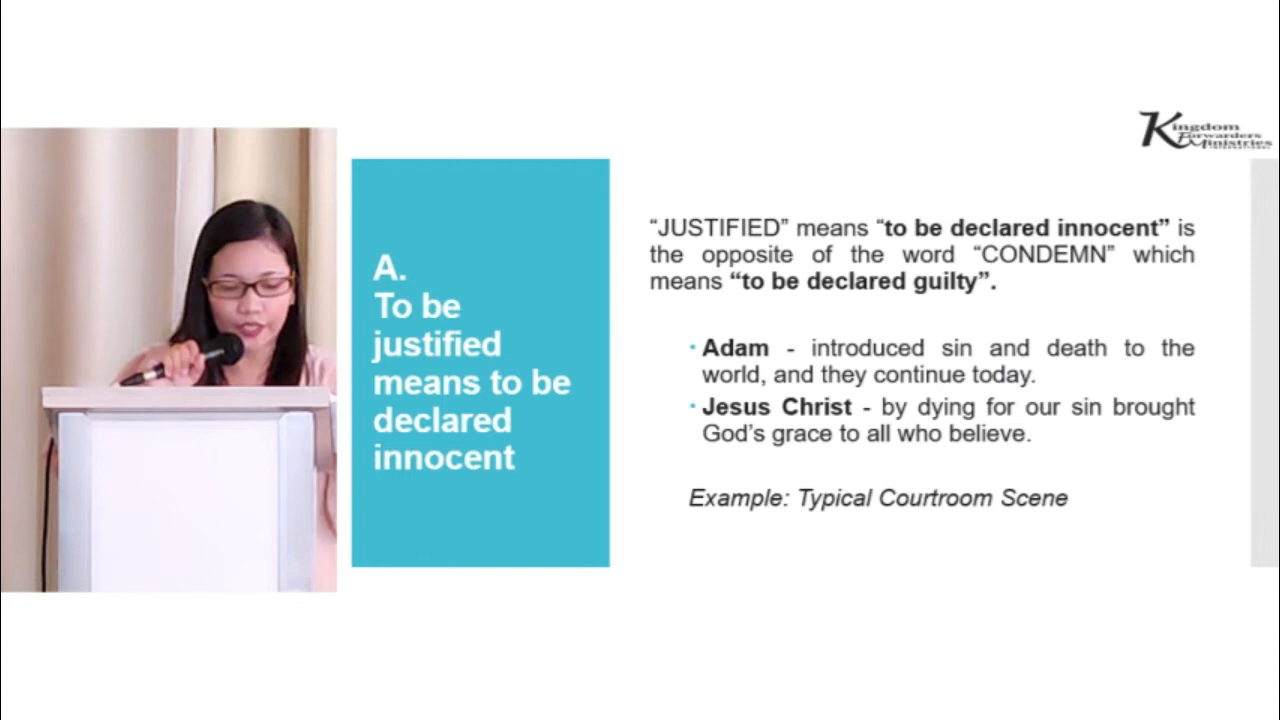 Kingdom
Forwarders
Ministries
INTERNATIONAL
A.
To be
justified
means to be
declared
innocent
“JUSTIFIED” means “to be declared innocent” is
the opposite of the word “CONDEMN” which
means “to be declared guilty”.
· Adam - introduced sin and death to the
world, and they continue today.
· Jesus Christ - by dying for our sin brought
God’s grace to all who believe.
Example: Typical Courtroom Scene